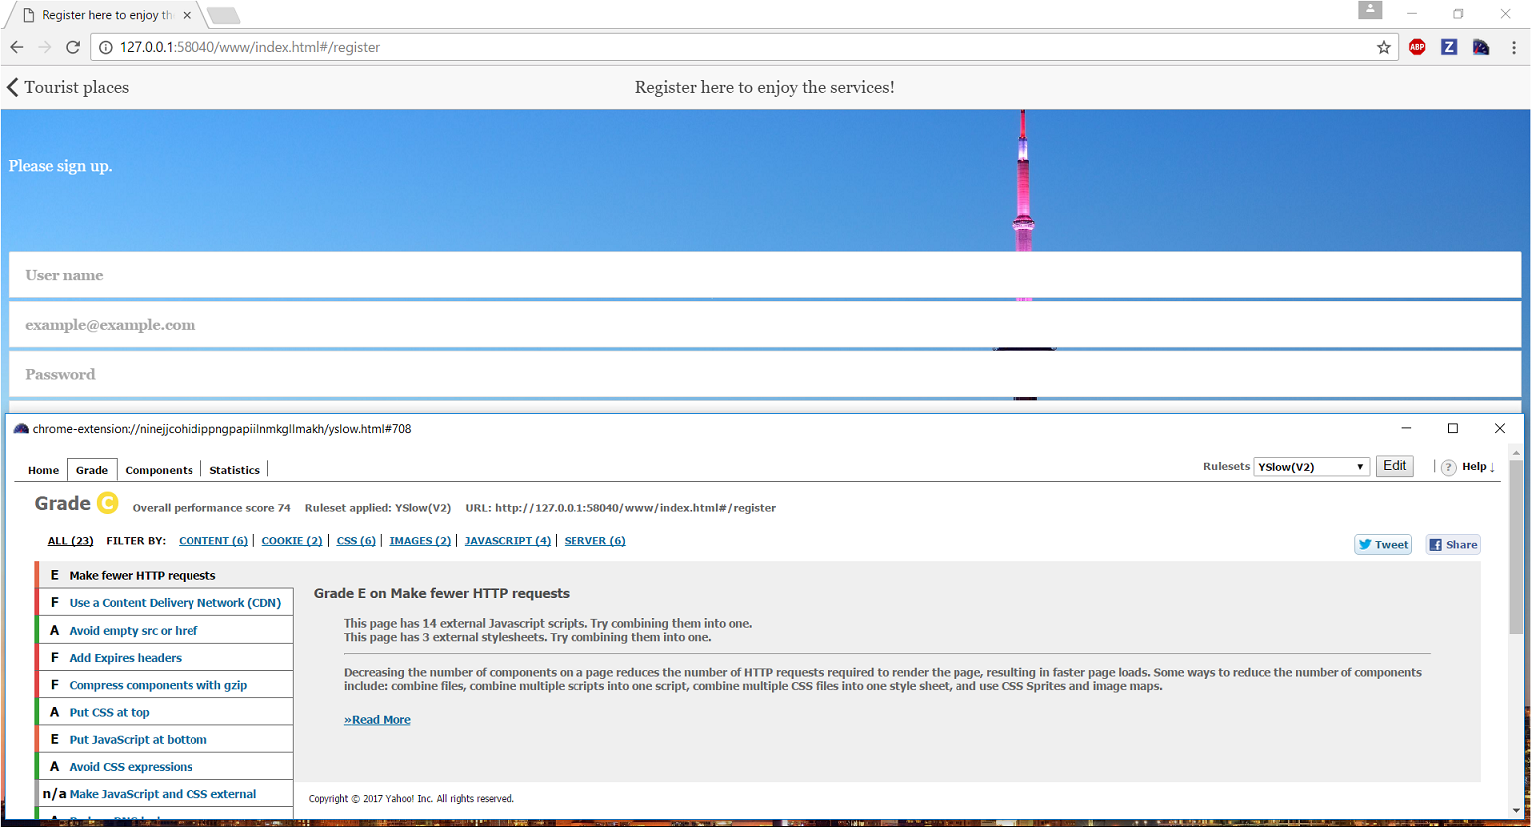 Register here to enjoy th
127.0.0.1:58040/www/index.html#/register
ABP
Z
Tourist places
Register here to enjoy the services!
Please sign up.
User name
example@example.com
Password
chrome-extension://ninejjcohidippngpapiilnmkgllmakh/yslow.html#708
Home Grade Components Statistics
Rulesets YSlow(V2) Edit ? Help ↓
Grade C Overall performance score 74 Ruleset applied: YSlow(V2) URL: http://127.0.0.1:58040/www/index.html#/register
ALL (23) FILTER BY: CONTENT (6) | COOKIE (2) | CSS (6) | IMAGES (2) | JAVASCRIPT (4) | SERVER (6)
Tweet
Share
E Make fewer HTTP requests
F Use a Content Delivery Network (CDN)
A Avoid empty src or href
F Add Expires headers
F Compress components with gzip
A Put CSS at top
E Put JavaScript at bottom
A Avoid CSS expressions
n/a Make JavaScript and CSS external
Grade E on Make fewer HTTP requests
This page has 14 external Javascript scripts. Try combining them into one.
This page has 3 external stylesheets. Try combining them into one.
Decreasing the number of components on a page reduces the number of HTTP requests required to render the page, resulting in faster page loads. Some ways to reduce the number of components
include: combine files, combine multiple scripts into one script, combine multiple CSS files into one style sheet, and use CSS Sprites and image maps.
»Read More
Copyright © 2017 Yahoo! Inc. All rights reserved.